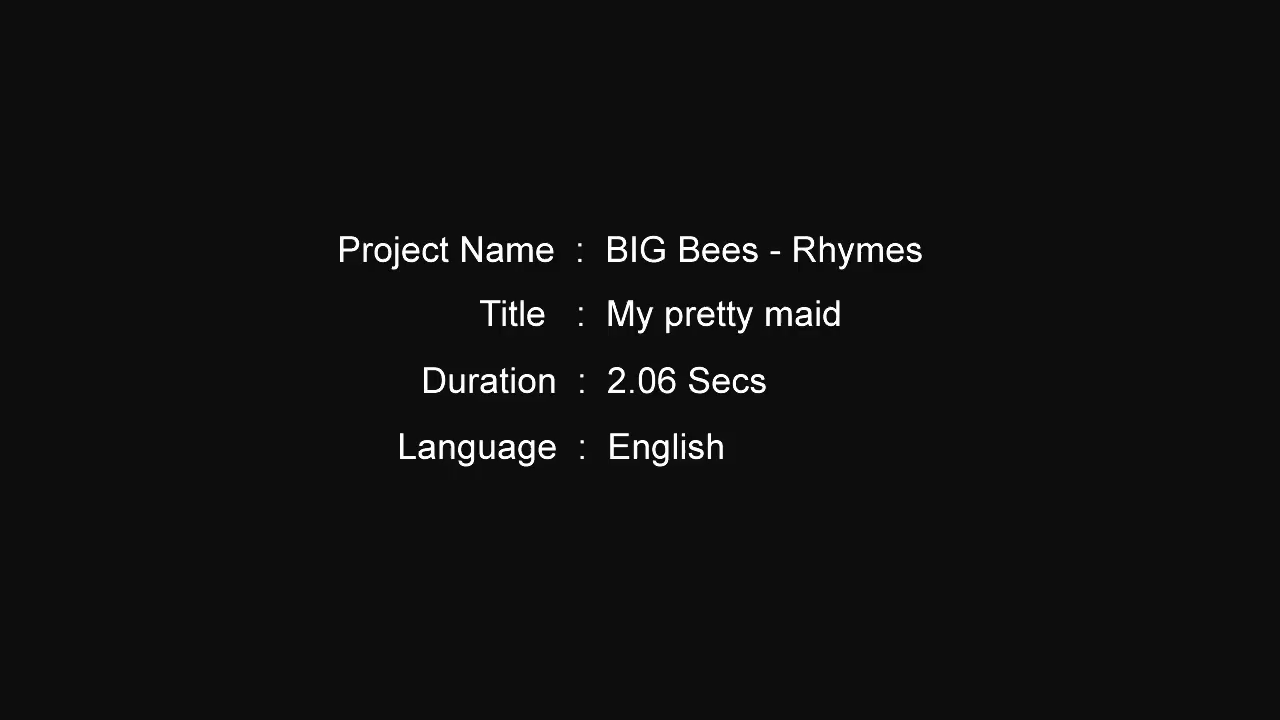 Project Name : BIG Bees - Rhymes
Title : My pretty maid
Duration : 2.06 Secs
Language : English